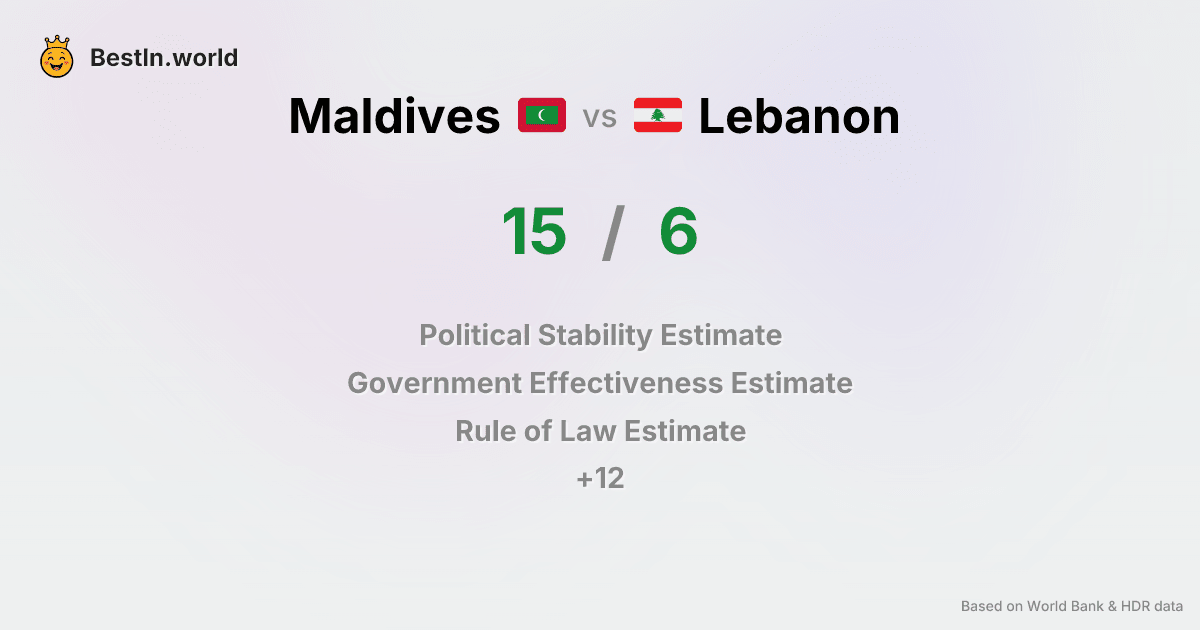 BestIn.world
Maldives vs Lebanon
15 / 6
Political Stability Estimate
Government Effectiveness Estimate
Rule of Law Estimate
+12
Based on World Bank & HDR data